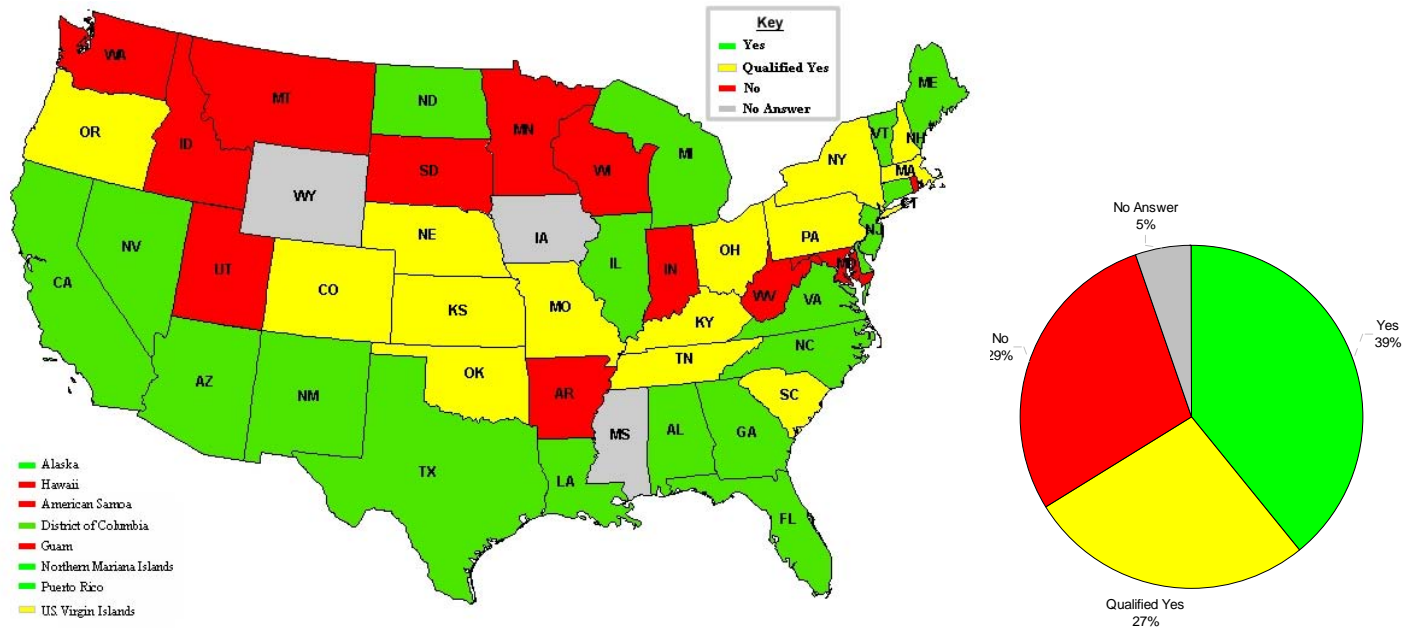 Key
Yes
Qualified Yes
No
No Answer
WA
MT
ND
MN
ME
OR
ID
SD
WI
MI
VT
NH
NY
MA
WY
CT
NE
IA
PA
NJ
NV
UT
CO
IL
IN
OH
MD
CA
KS
MO
WV
VA
KY
NC
AZ
NM
OK
AR
TN
SC
MS
AL
GA
TX
LA
FL
Alaska
Hawaii
American Samoa
District of Columbia
Guam
Northern Mariana Islands
Puerto Rico
U.S. Virgin Islands
No Answer
5%
Yes
39%
No
29%
Qualified Yes
27%